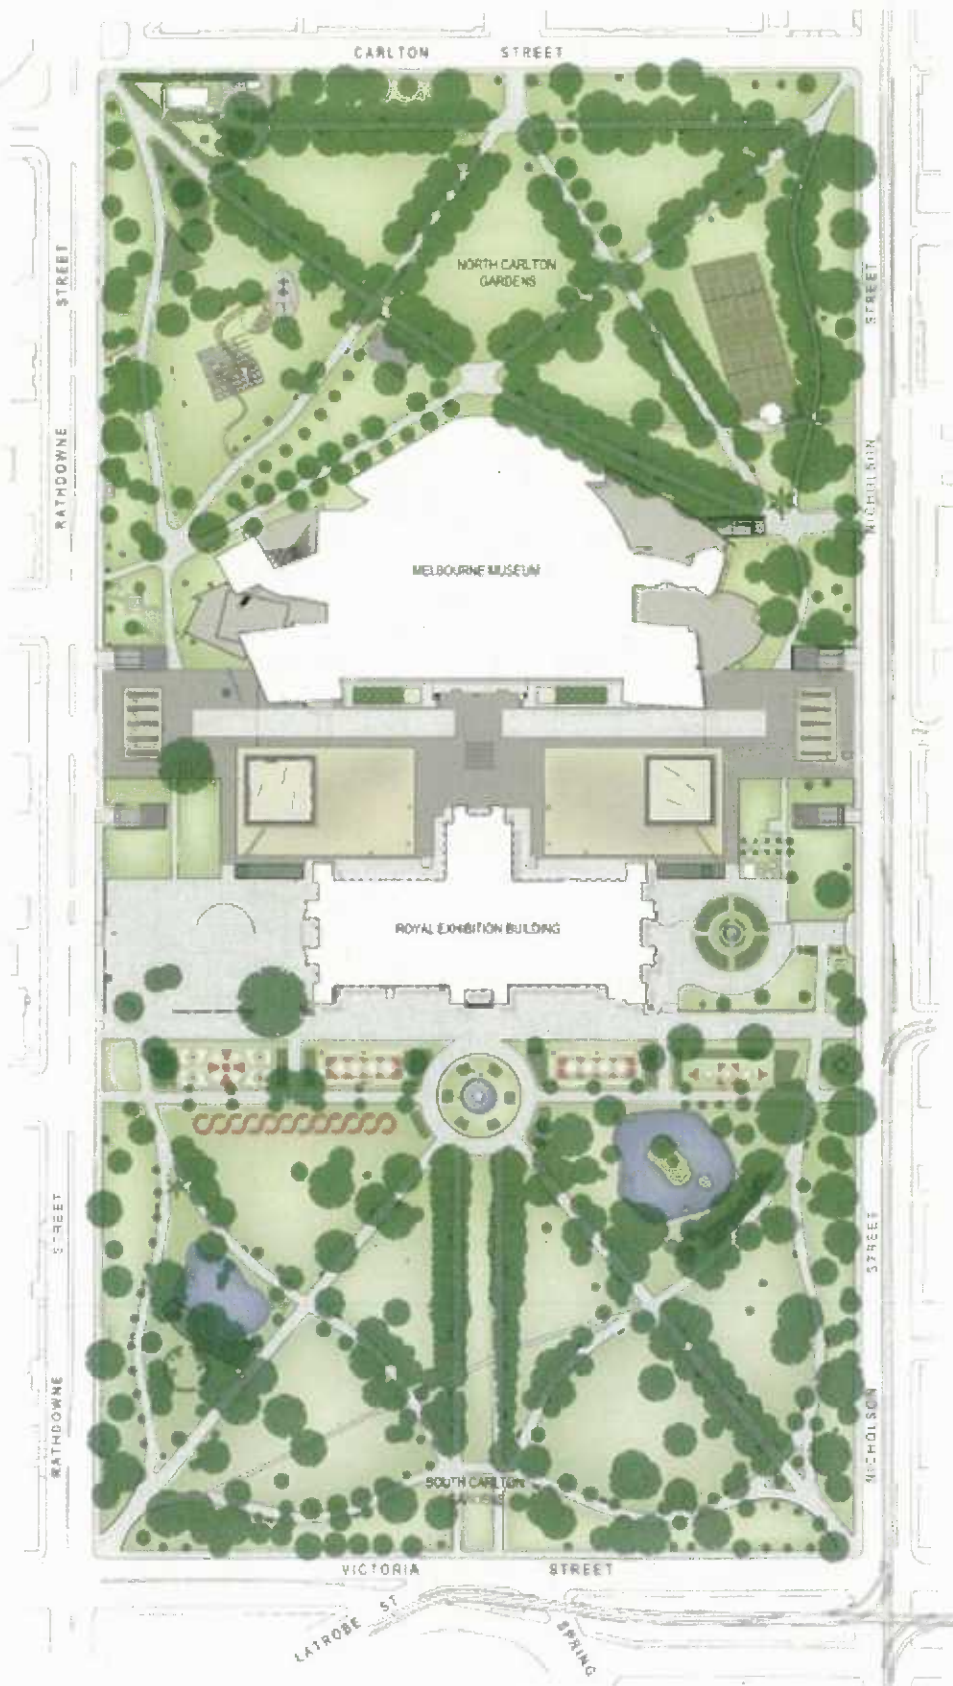 CARLTON STREET
STREET
STREET
NORTH CARLTON
GARDENS
RATHDOWNE
NICHOLSON
MELBOURNE MUSEUM
ROYAL EXHIBITION BUILDING
STREET
STREET
RATHDOWNE
NICHOLSON
SOUTH CARLTON
GARDENS
VICTORIA STREET
LATROBE ST
SPRING